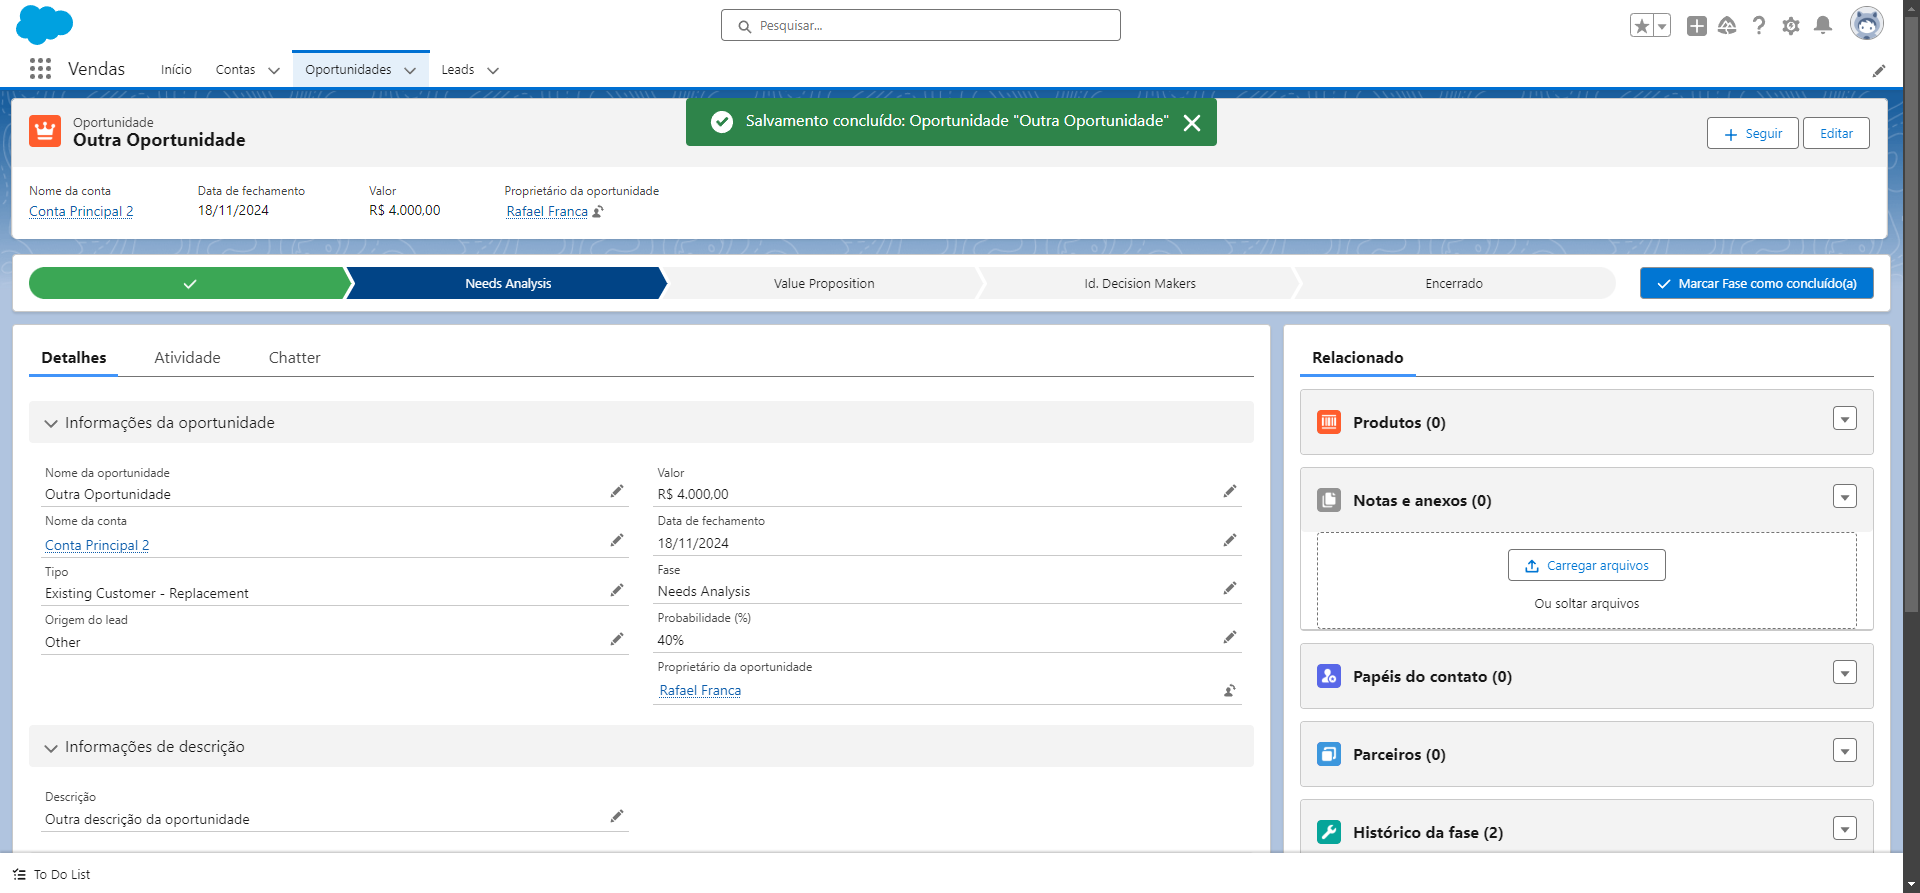 Pesquisar...
Vendas
Início
Contas
Oportunidades
Leads
Oportunidade
Outra Oportunidade
Salvamento concluído: Oportunidade "Outra Oportunidade"
Seguir
Editar
Nome da conta
Conta Principal 2
Data de fechamento
18/11/2024
Valor
R$ 4.000,00
Proprietário da oportunidade
Rafael Franca
Needs Analysis
Value Proposition
Id. Decision Makers
Encerrado
Marcar Fase como concluído(a)
Detalhes
Atividade
Chatter
Informações da oportunidade
Nome da oportunidade
Outra Oportunidade
Nome da conta
Conta Principal 2
Tipo
Existing Customer - Replacement
Origem do lead
Other
Valor
R$ 4.000,00
Data de fechamento
18/11/2024
Fase
Needs Analysis
Probabilidade (%)
40%
Proprietário da oportunidade
Rafael Franca
Informações de descrição
Descrição
Outra descrição da oportunidade
Relacionado
Produtos (0)
Notas e anexos (0)
Carregar arquivos
Ou soltar arquivos
Papéis do contato (0)
Parceiros (0)
Histórico da fase (2)
To Do List